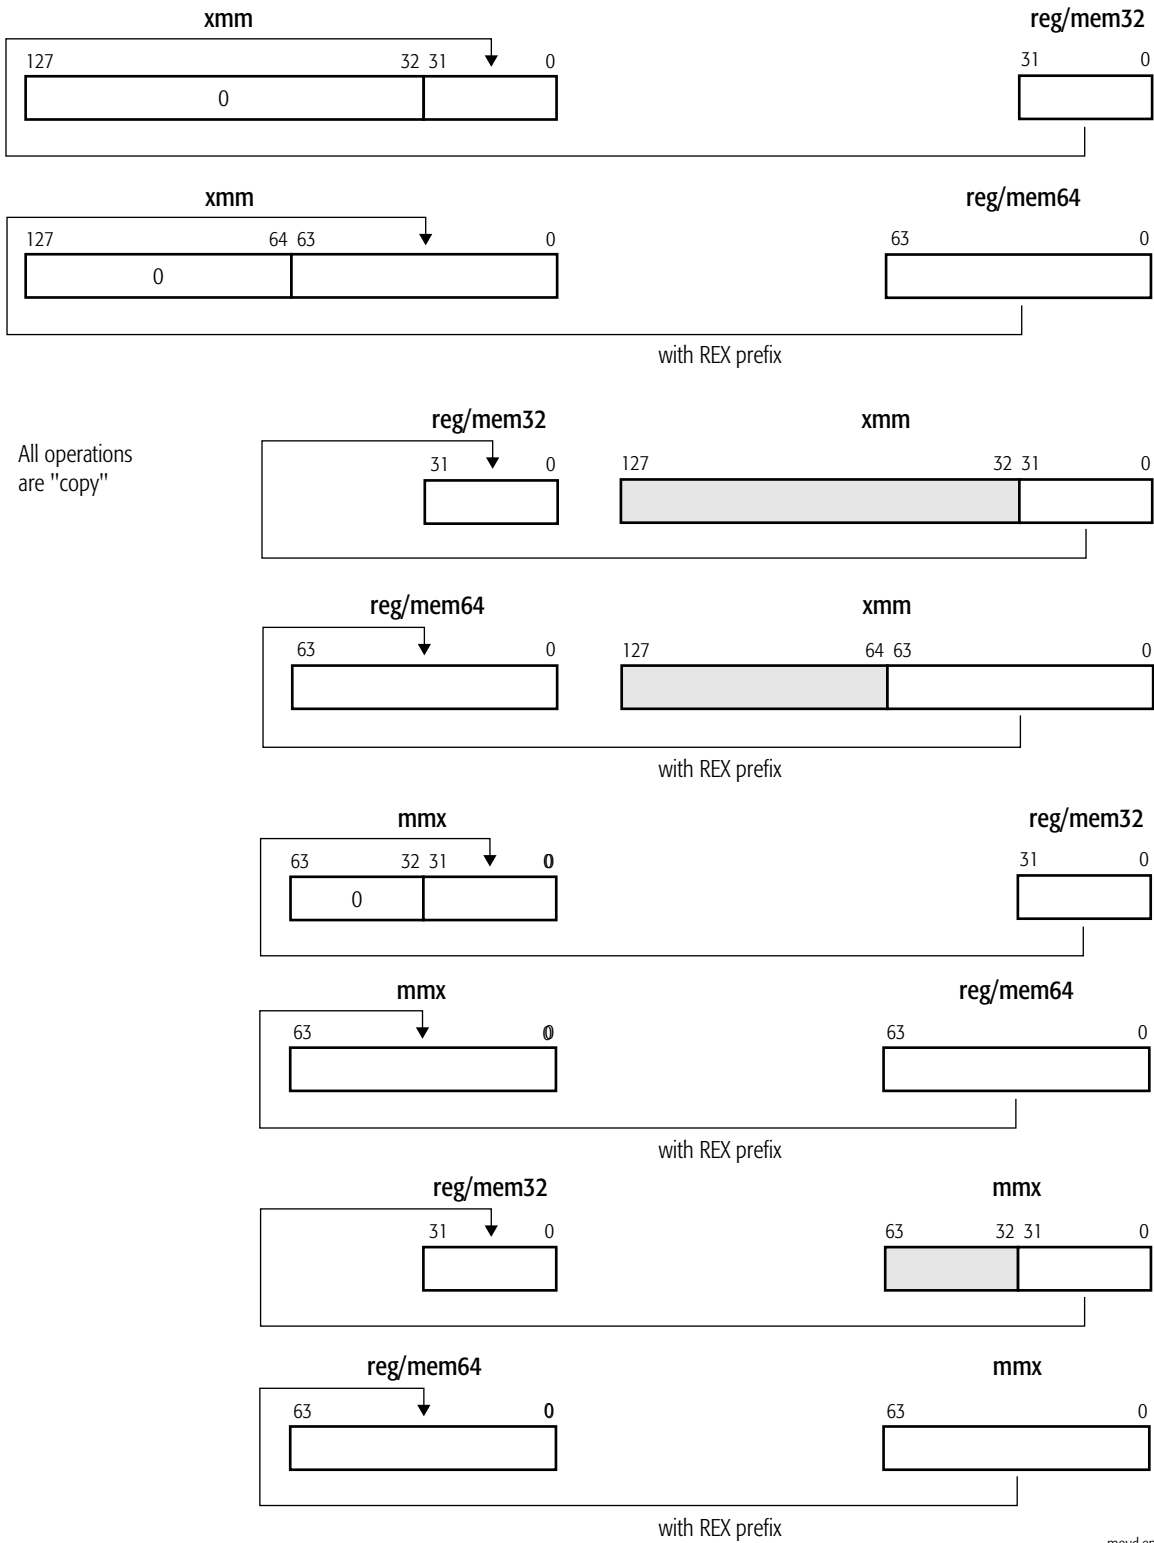 xmm reg/mem32
127 32 31 0 31 0
0
xmm reg/mem64
127 64 63 0 63 0
0
with REX prefix
reg/mem32 xmm
All operations
are "copy"
31 0 127 32 31 0
reg/mem64 xmm
63 0 127 64 63 0
with REX prefix
mmx reg/mem32
63 32 31 0 31 0
0
mmx reg/mem64
63 0 63 0
with REX prefix
reg/mem32 mmx
31 0 63 32 31 0
reg/mem64 mmx
63 0 63 0
with REX prefix